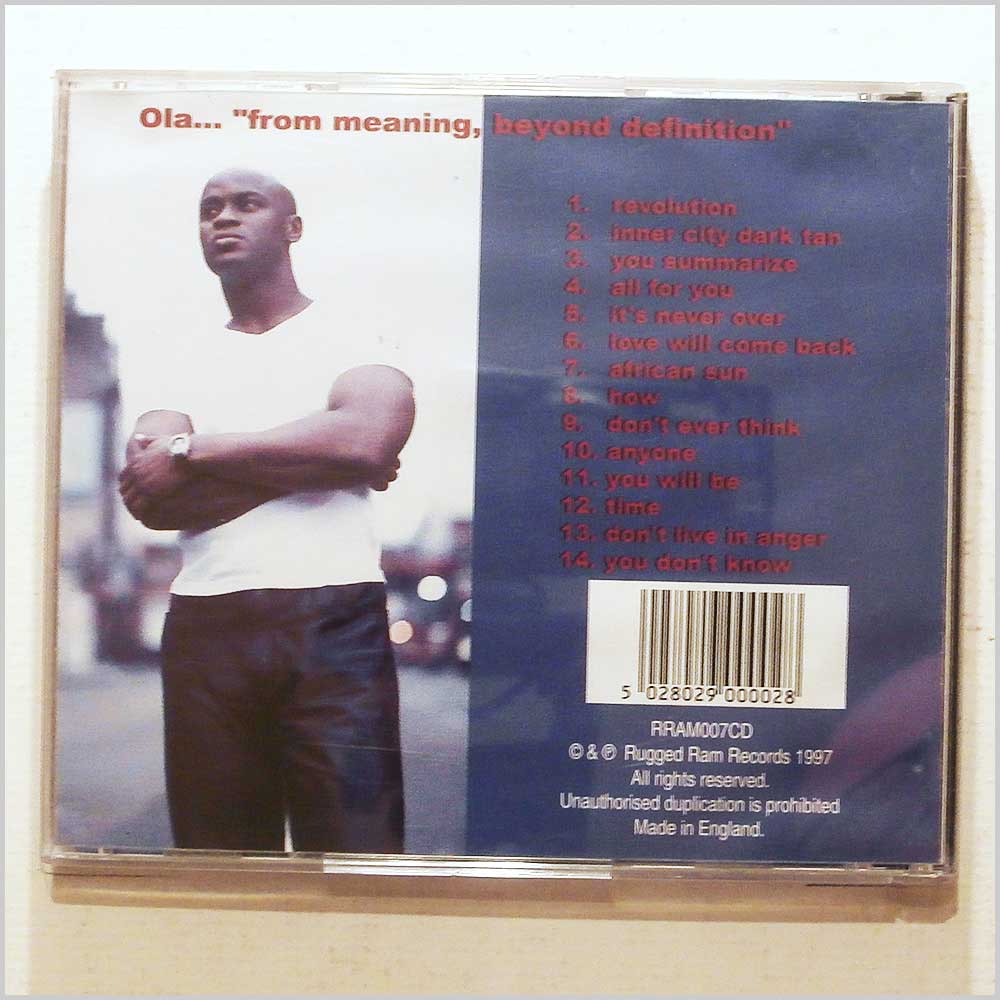 Ola... "from meaning, beyond definition"
1. revolution
2. inner city dark tan
3. you summarize
4. all for you
5. it's never over
6. love will come back
7. african sun
8. how
9. don't ever think
10. anyone
11. you will be
12. time
13. don't live in anger
14. you don't know
5 028029 000028
RRAM007CD
© & ℗ Rugged Ram Records 1997
All rights reserved.
Unauthorised duplication is prohibited
Made in England.